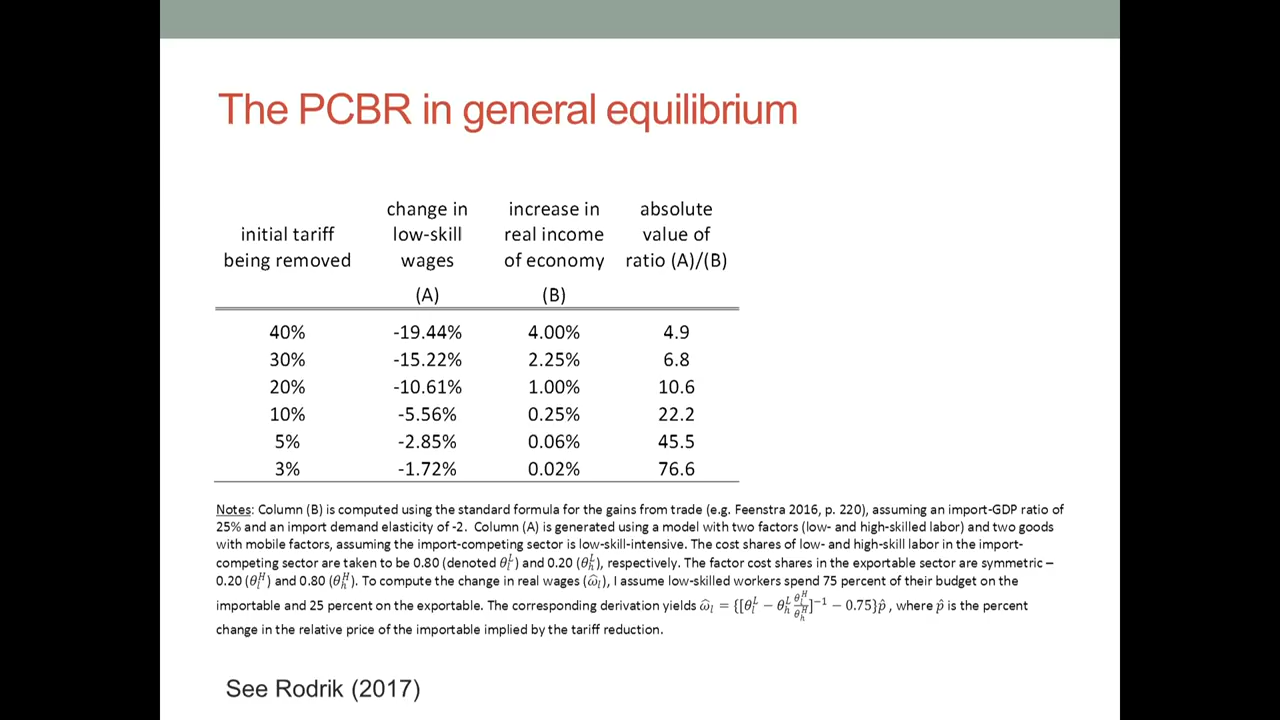 The PCBR in general equilibrium
change in increase in absolute
initial tariff low-skill real income value of
being removed wages of economy ratio (A)/(B)
(A) (B)
40% -19.44% 4.00% 4.9
30% -15.22% 2.25% 6.8
20% -10.61% 1.00% 10.6
10% -5.56% 0.25% 22.2
5% -2.85% 0.06% 45.5
3% -1.72% 0.02% 76.6
Notes: Column (B) is computed using the standard formula for the gains from trade (e.g. Feenstra 2016, p. 220), assuming an import-GDP ratio of
25% and an import demand elasticity of -2. Column (A) is generated using a model with two factors (low- and high-skilled labor) and two goods
with mobile factors, assuming the import-competing sector is low-skill-intensive. The cost shares of low- and high-skill labor in the import-
competing sector are taken to be 0.80 (denoted θ_l^L) and 0.20 (θ_h^L), respectively. The factor cost shares in the exportable sector are symmetric –
0.20 (θ_l^H) and 0.80 (θ_h^H). To compute the change in real wages (ω̂_l), I assume low-skilled workers spend 75 percent of their budget on the
importable and 25 percent on the exportable. The corresponding derivation yields ω̂_l = {[θ_l^L − θ_h^L θ_l^H/θ_h^H]^−1 − 0.75}p̂ , where p̂ is the percent
change in the relative price of the importable implied by the tariff reduction.
See Rodrik (2017)